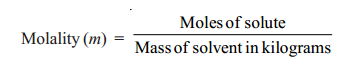 Molality (m) = Moles of solute / Mass of solvent in kilograms